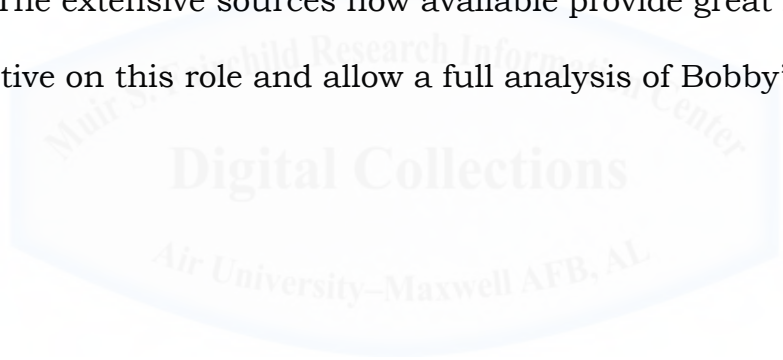 The extensive sources now available provide great
tive on this role and allow a full analysis of Bobby'
Muir S. Fairchild Research Information Center
Digital Collections
Air University–Maxwell AFB, AL